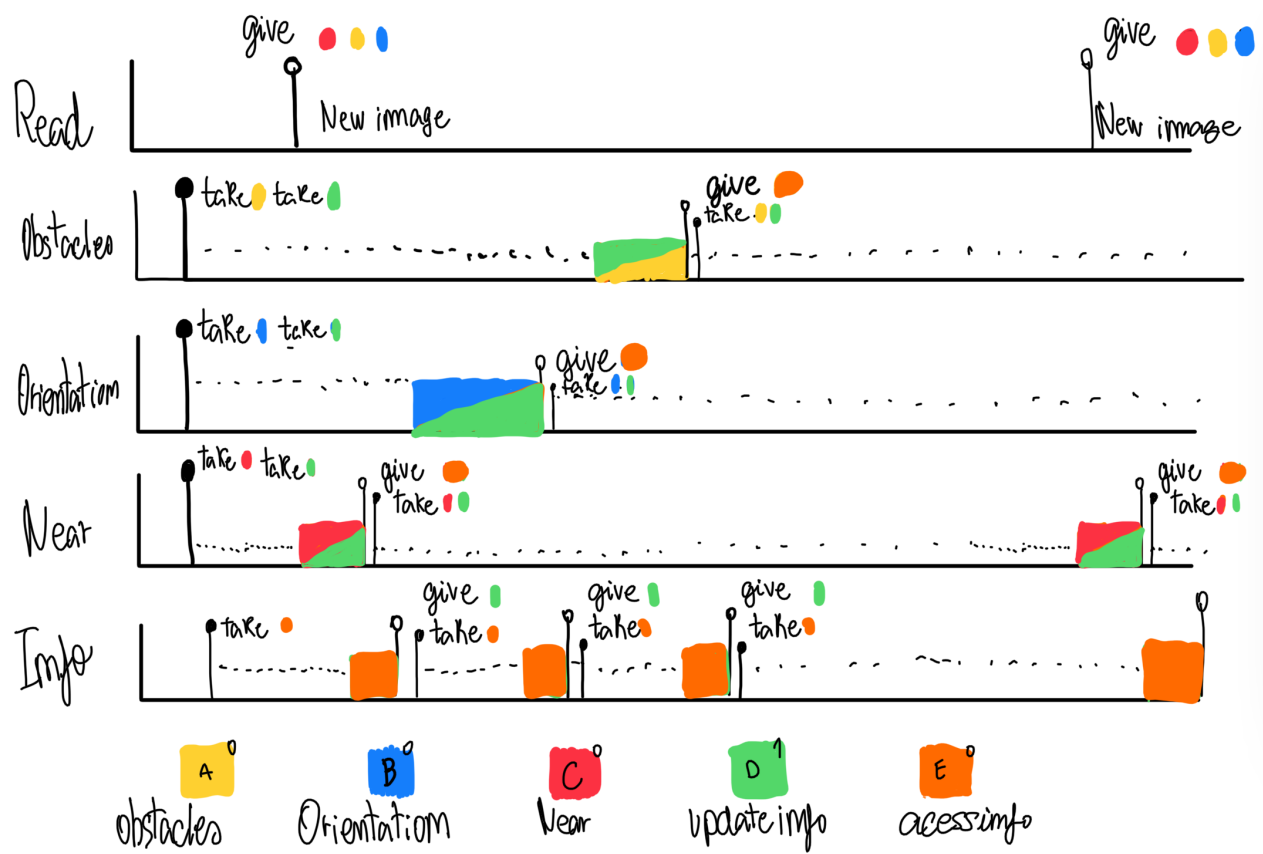 give
give
Read
New image
New image
Obstacles
take take
give
take
Orientation
take take
give
take
Near
take take
give
take
give
take
Info
take
give
take
give
take
give
take
A 0
B 0
C 0
D 1
E 0
obstacles
Orientation
Near
update info
acess info